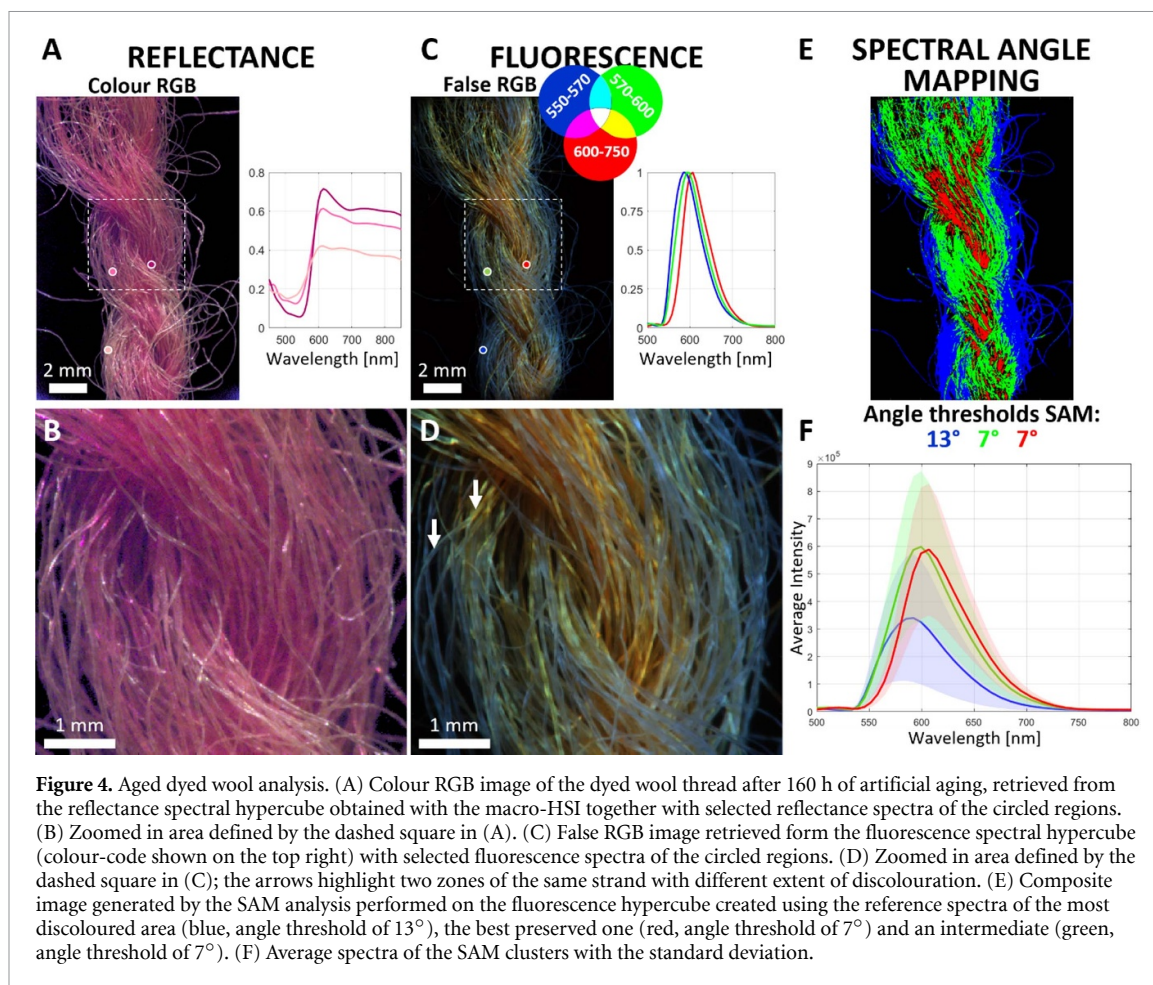 A
REFLECTANCE
Colour RGB
2 mm
0.8
0.6
0.4
0.2
0
500 600 700 800
Wavelength [nm]
C
FLUORESCENCE
False RGB
550-570
570-600
600-750
2 mm
1
0.75
0.5
0.25
0
500 600 700 800
Wavelength [nm]
E
SPECTRAL ANGLE
MAPPING
Angle thresholds SAM:
13° 7° 7°
B
1 mm
D
1 mm
F
×10⁵
9
8
7
6
5
4
3
2
1
0
Average Intensity
500 550 600 650 700 750 800
Wavelength [nm]
Figure 4. Aged dyed wool analysis. (A) Colour RGB image of the dyed wool thread after 160 h of artificial aging, retrieved from
the reflectance spectral hypercube obtained with the macro-HSI together with selected reflectance spectra of the circled regions.
(B) Zoomed in area defined by the dashed square in (A). (C) False RGB image retrieved form the fluorescence spectral hypercube
(colour-code shown on the top right) with selected fluorescence spectra of the circled regions. (D) Zoomed in area defined by the
dashed square in (C); the arrows highlight two zones of the same strand with different extent of discolouration. (E) Composite
image generated by the SAM analysis performed on the fluorescence hypercube created using the reference spectra of the most
discoloured area (blue, angle threshold of 13°), the best preserved one (red, angle threshold of 7°) and an intermediate (green,
angle threshold of 7°). (F) Average spectra of the SAM clusters with the standard deviation.